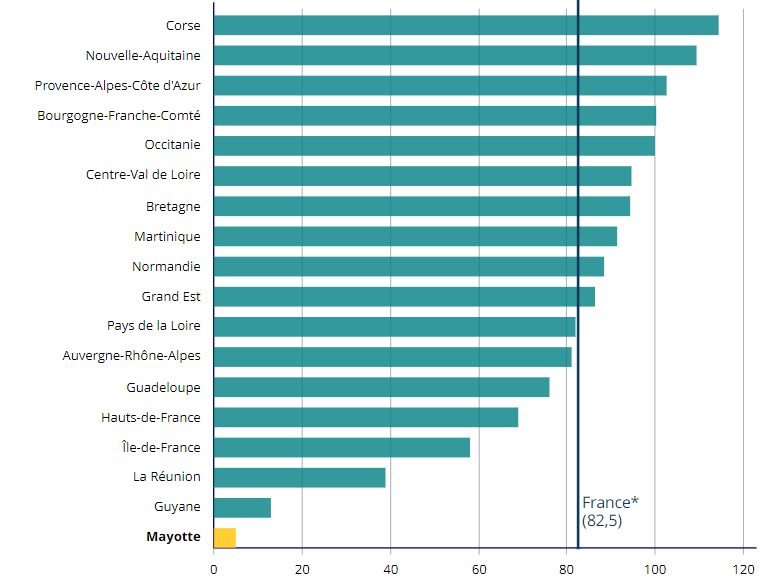 Corse
Nouvelle-Aquitaine
Provence-Alpes-Côte d'Azur
Bourgogne-Franche-Comté
Occitanie
Centre-Val de Loire
Bretagne
Martinique
Normandie
Grand Est
Pays de la Loire
Auvergne-Rhône-Alpes
Guadeloupe
Hauts-de-France
Île-de-France
La Réunion
Guyane
Mayotte
France*
(82,5)
0 20 40 60 80 100 120